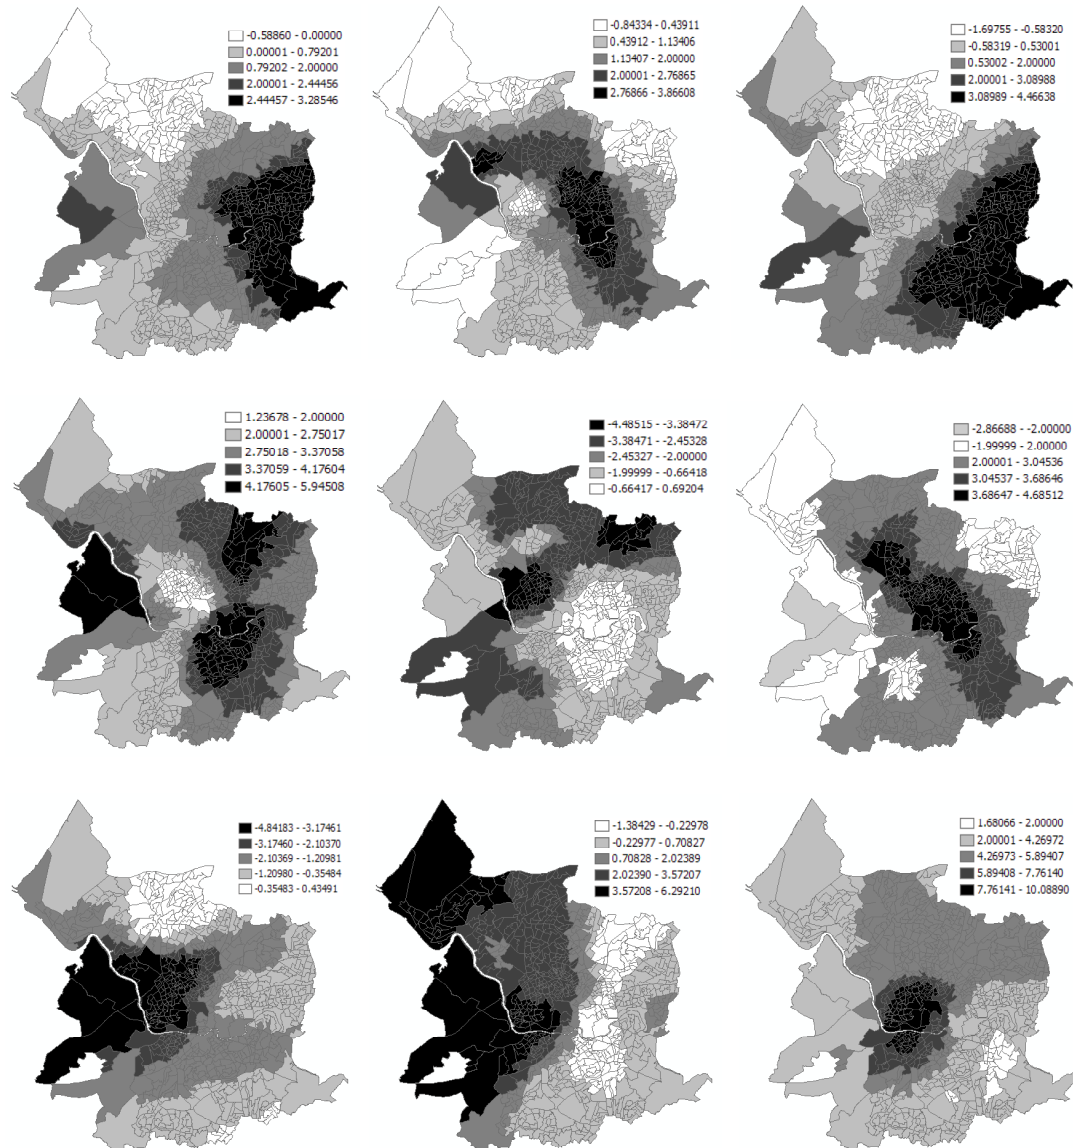 -0.58860 - 0.00000
0.00001 - 0.79201
0.79202 - 2.00000
2.00001 - 2.44456
2.44457 - 3.28546
-0.84334 - 0.43911
0.43912 - 1.13406
1.13407 - 2.00000
2.00001 - 2.76865
2.76866 - 3.86608
-1.69755 - -0.58320
-0.58319 - 0.53001
0.53002 - 2.00000
2.00001 - 3.08988
3.08989 - 4.46638
1.23678 - 2.00000
2.00001 - 2.75017
2.75018 - 3.37058
3.37059 - 4.17604
4.17605 - 5.94508
-4.48515 - -3.38472
-3.38471 - -2.45328
-2.45327 - -2.00000
-1.99999 - -0.66418
-0.66417 - 0.69204
-2.86688 - -2.00000
-1.99999 - 2.00000
2.00001 - 3.04536
3.04537 - 3.68646
3.68647 - 4.68512
-4.84183 - -3.17461
-3.17460 - -2.10370
-2.10369 - -1.20981
-1.20980 - -0.35484
-0.35483 - 0.43491
-1.38429 - -0.22978
-0.22977 - 0.70827
0.70828 - 2.02389
2.02390 - 3.57207
3.57208 - 6.29210
1.68066 - 2.00000
2.00001 - 4.26972
4.26973 - 5.89407
5.89408 - 7.76140
7.76141 - 10.08890